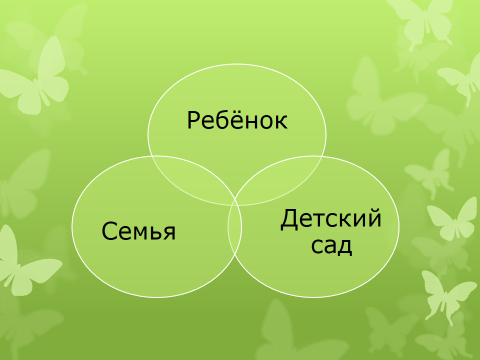 Ребёнок
Семья
Детский
сад